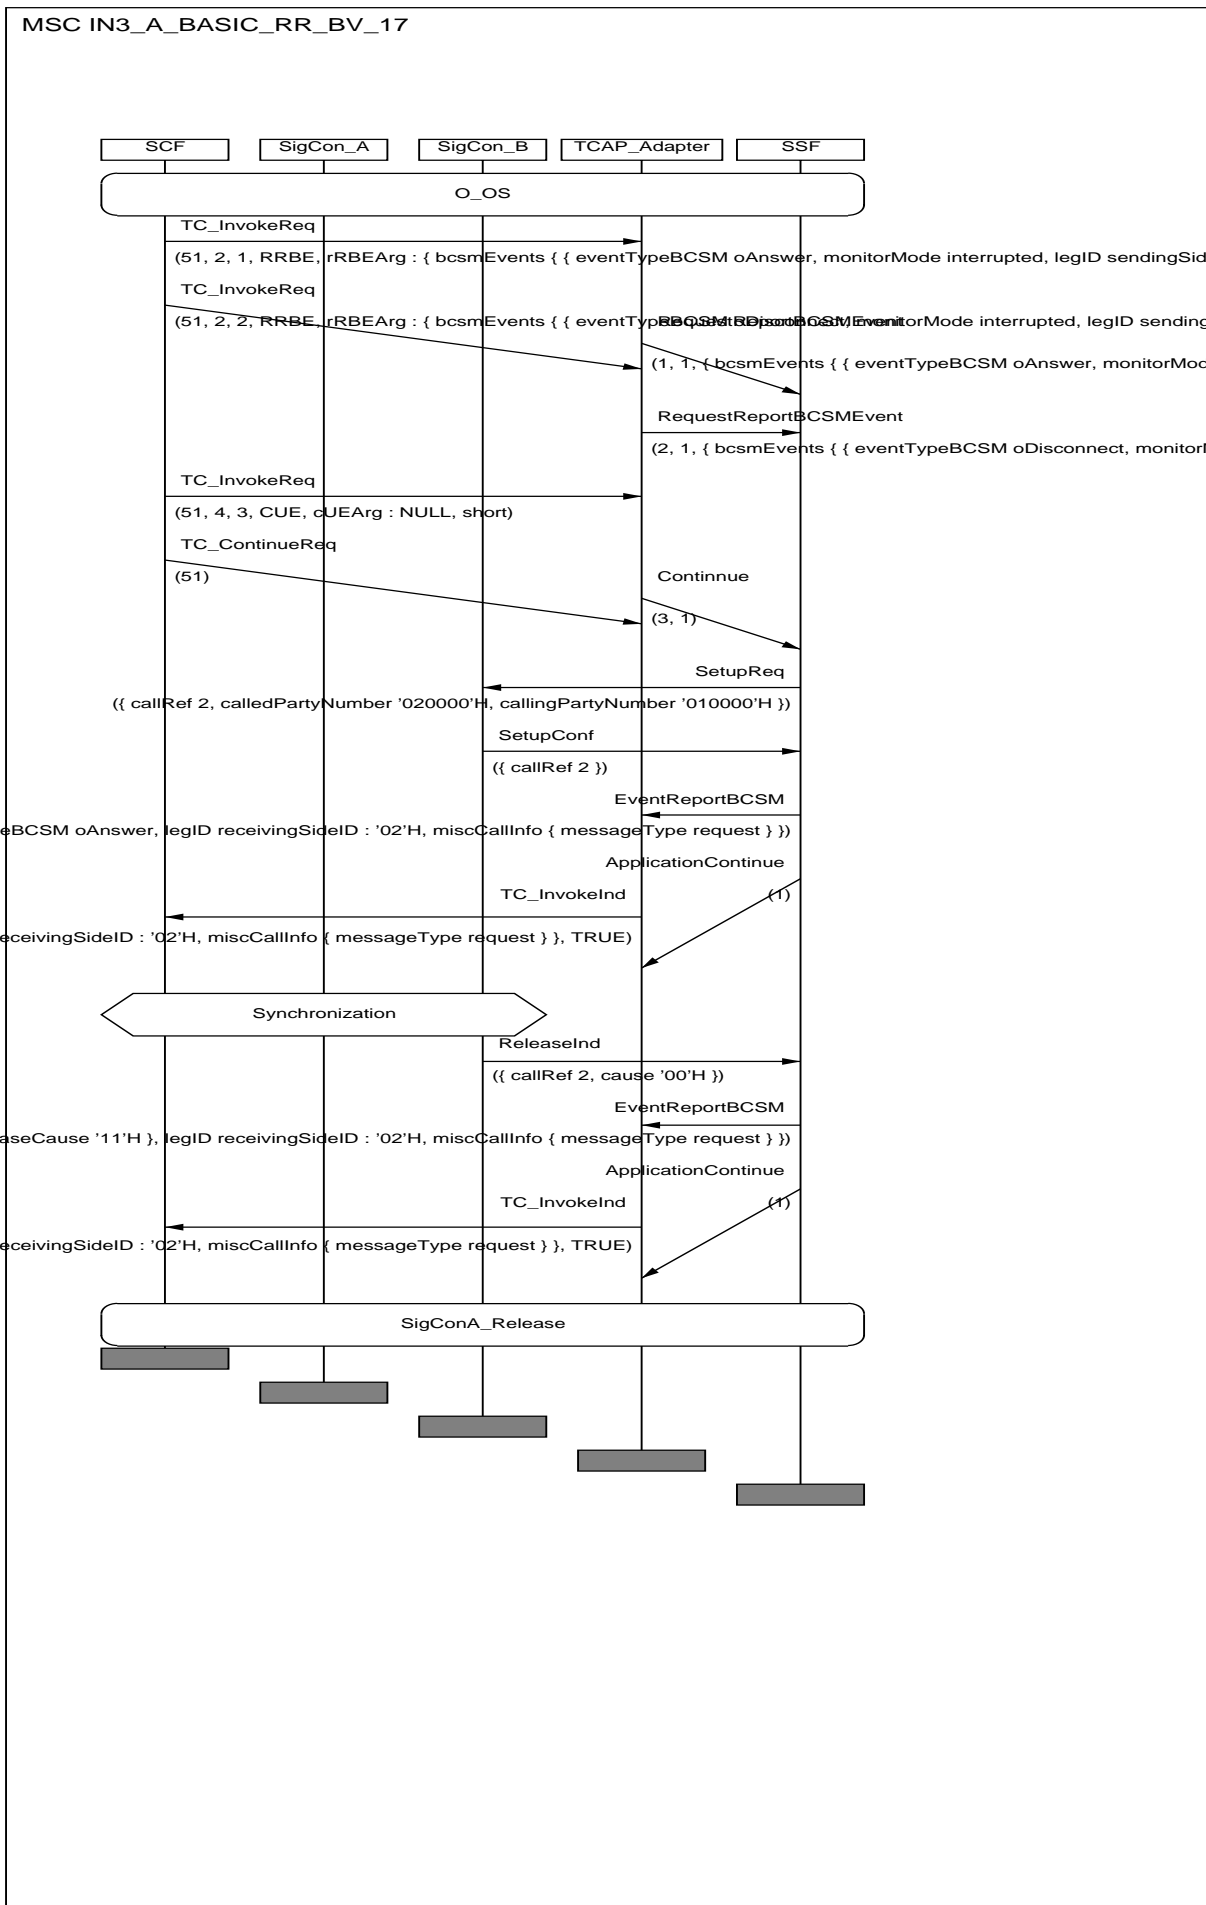 MSC IN3_A_BASIC_RR_BV_17
SCF SigCon_A SigCon_B TCAP_Adapter SSF
O_OS
TC_InvokeReq
(51, 2, 1, RRBE, rRBEArg : { bcsmEvents { { eventTypeBCSM oAnswer, monitorMode interrupted, legID sendingSid
TC_InvokeReq
(51, 2, 2, RRBE, rRBEArg : { bcsmEvents { { eventTypeBCSM oDisconnect, monitorMode interrupted, legID sending
RequestReportBCSMEvent
(1, 1, { bcsmEvents { { eventTypeBCSM oAnswer, monitorMod
RequestReportBCSMEvent
(2, 1, { bcsmEvents { { eventTypeBCSM oDisconnect, monitorM
TC_InvokeReq
(51, 4, 3, CUE, cUEArg : NULL, short)
TC_ContinueReq
(51)
Continnue
(3, 1)
SetupReq
({ callRef 2, calledPartyNumber '020000'H, callingPartyNumber '010000'H })
SetupConf
({ callRef 2 })
EventReportBCSM
eBCSM oAnswer, legID receivingSideID : '02'H, miscCallInfo { messageType request } })
ApplicationContinue
TC_InvokeInd
(1)
eceivingSideID : '02'H, miscCallInfo { messageType request } }, TRUE)
Synchronization
ReleaseInd
({ callRef 2, cause '00'H })
EventReportBCSM
aseCause '11'H }, legID receivingSideID : '02'H, miscCallInfo { messageType request } })
ApplicationContinue
TC_InvokeInd
(1)
eceivingSideID : '02'H, miscCallInfo { messageType request } }, TRUE)
SigConA_Release